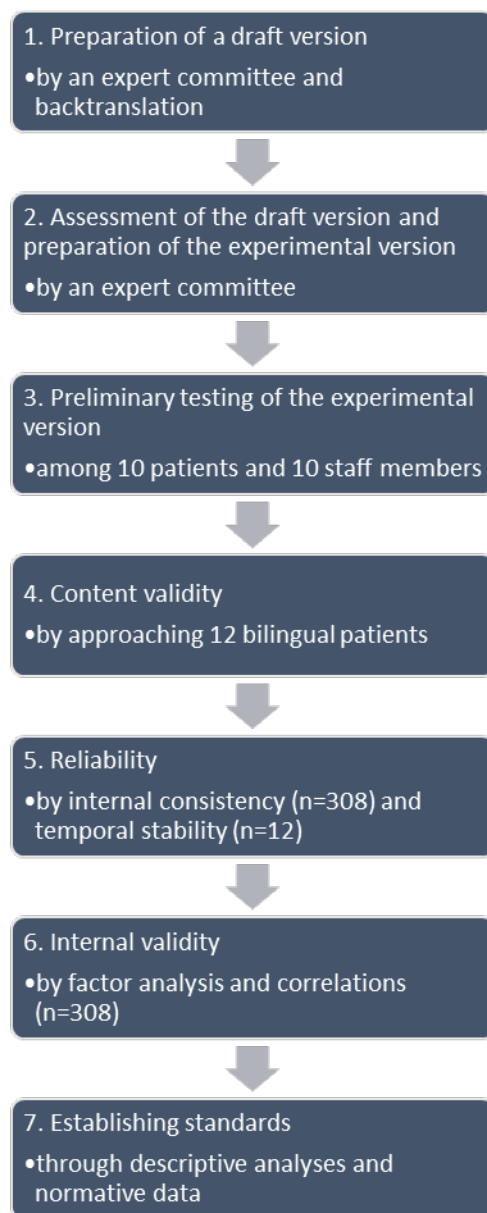 1. Preparation of a draft version
•by an expert committee and
backtranslation
2. Assessment of the draft version and
preparation of the experimental version
•by an expert committee
3. Preliminary testing of the experimental
version
•among 10 patients and 10 staff members
4. Content validity
•by approaching 12 bilingual patients
5. Reliability
•by internal consistency (n=308) and
temporal stability (n=12)
6. Internal validity
•by factor analysis and correlations
(n=308)
7. Establishing standards
•through descriptive analyses and
normative data